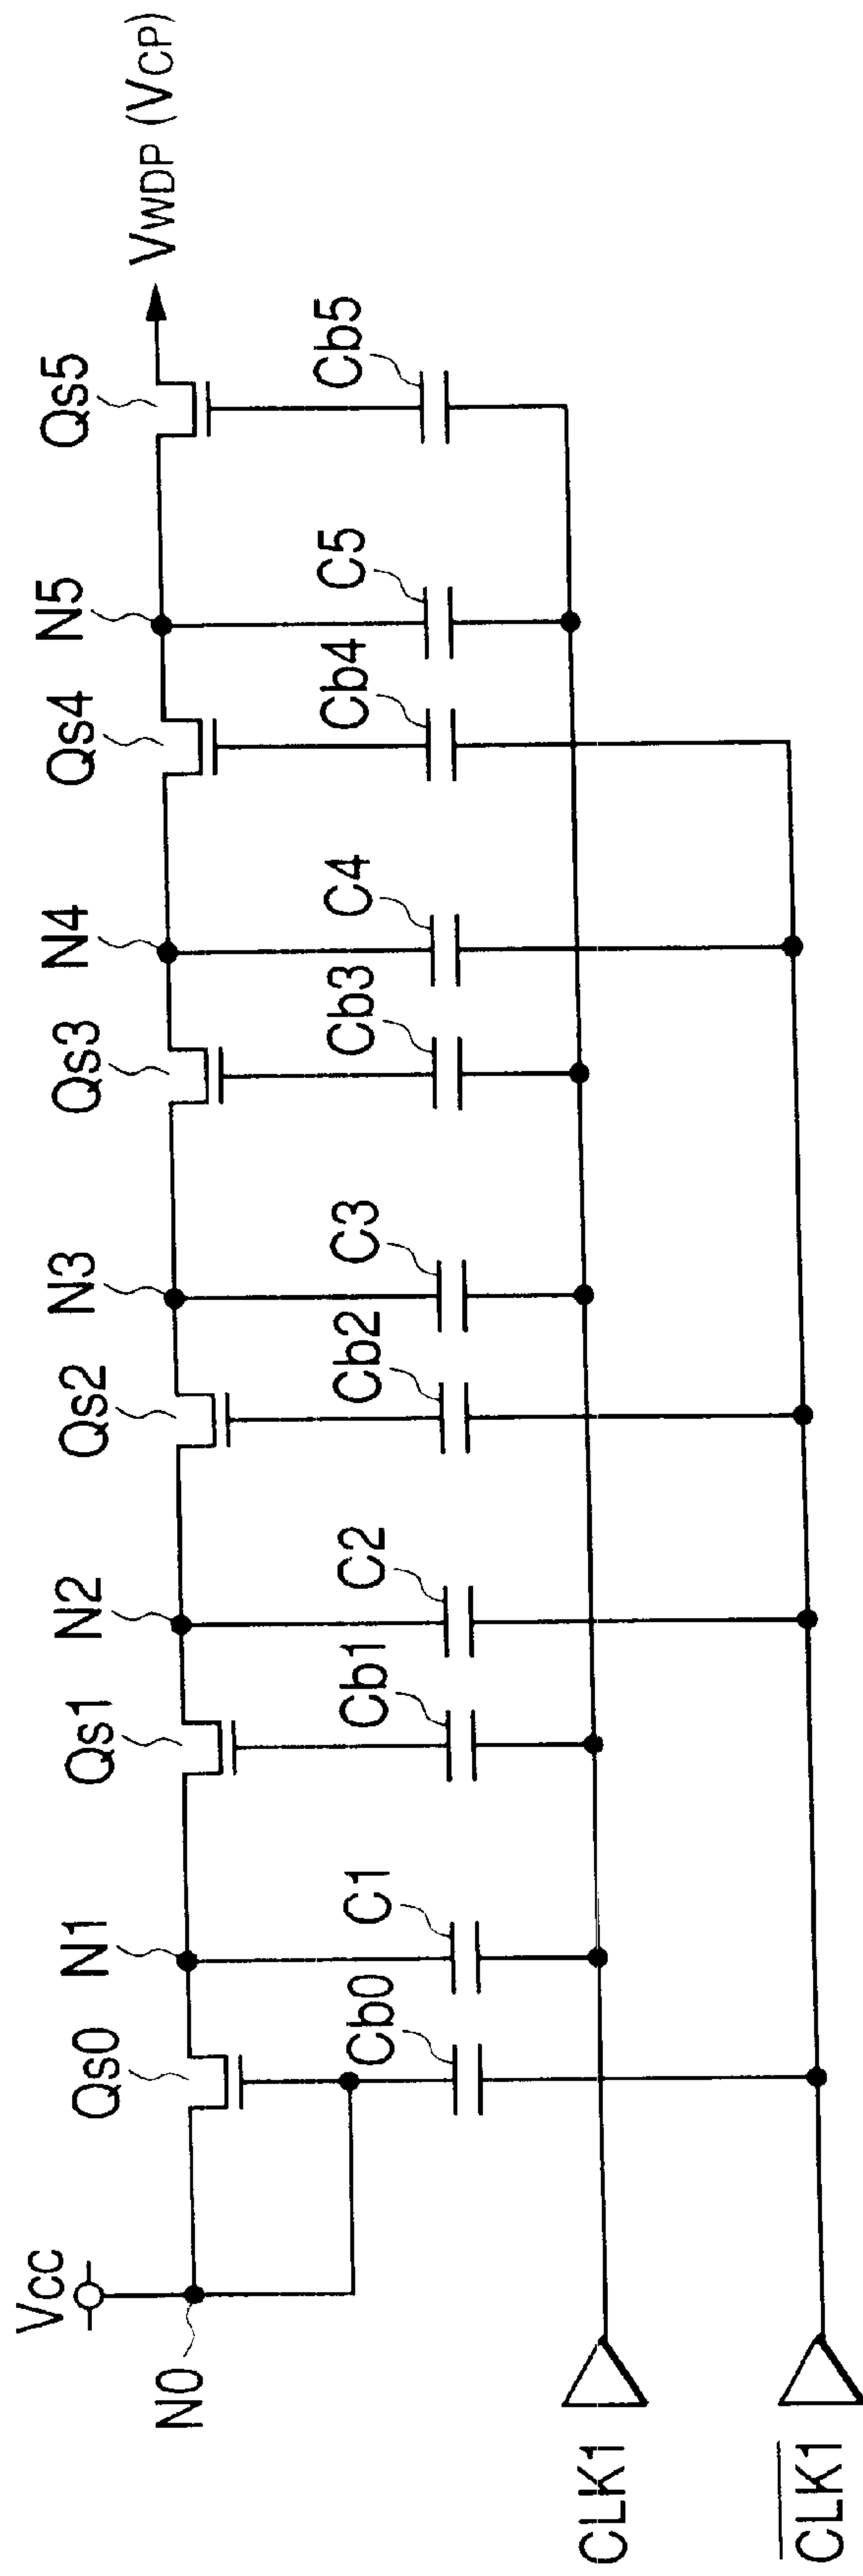 VCC
N0
Qs0
N1
Qs1
N2
Qs2
N3
Qs3
N4
Qs4
N5
Qs5
VWDP (VCP)
Cb0
C1
Cb1
C2
Cb2
C3
Cb3
C4
Cb4
C5
Cb5
CLK1
C̅L̅K̅1̅